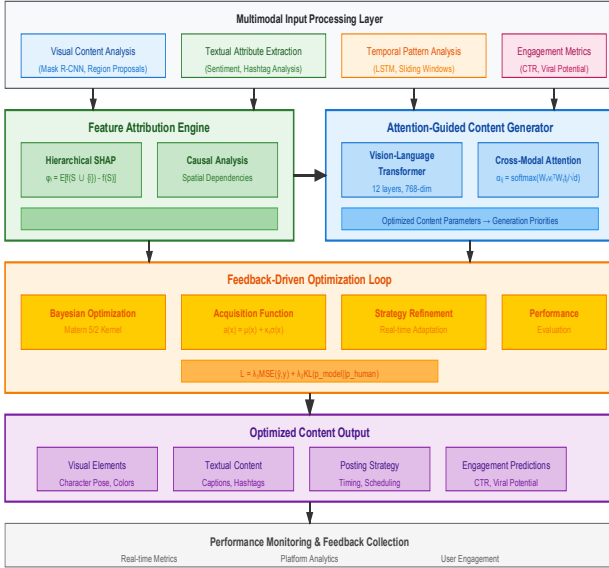 Multimodal Input Processing Layer
Visual Content Analysis
(Mask R-CNN, Region Proposals)
Textual Attribute Extraction
(Sentiment, Hashtag Analysis)
Temporal Pattern Analysis
(LSTM, Sliding Windows)
Engagement Metrics
(CTR, Viral Potential)
Feature Attribution Engine
Hierarchical SHAP
φᵢ = E[f(S ∪ {i}) - f(S)]
Causal Analysis
Spatial Dependencies
Attention-Guided Content Generator
Vision-Language
Transformer
12 layers, 768-dim
Cross-Modal Attention
αᵢⱼ = softmax(WᵥvᵢᵀWₜtⱼ/√d)
Optimized Content Parameters → Generation Priorities
Feedback-Driven Optimization Loop
Bayesian Optimization
Matern 5/2 Kernel
Acquisition Function
a(x) = μ(x) + κₜσ(x)
Strategy Refinement
Real-time Adaptation
Performance
Evaluation
L = λ₁MSE(ŷ,y) + λ₂KL(p_model||p_human)
Optimized Content Output
Visual Elements
Character Pose, Colors
Textual Content
Captions, Hashtags
Posting Strategy
Timing, Scheduling
Engagement Predictions
CTR, Viral Potential
Performance Monitoring & Feedback Collection
Real-time Metrics
Platform Analytics
User Engagement